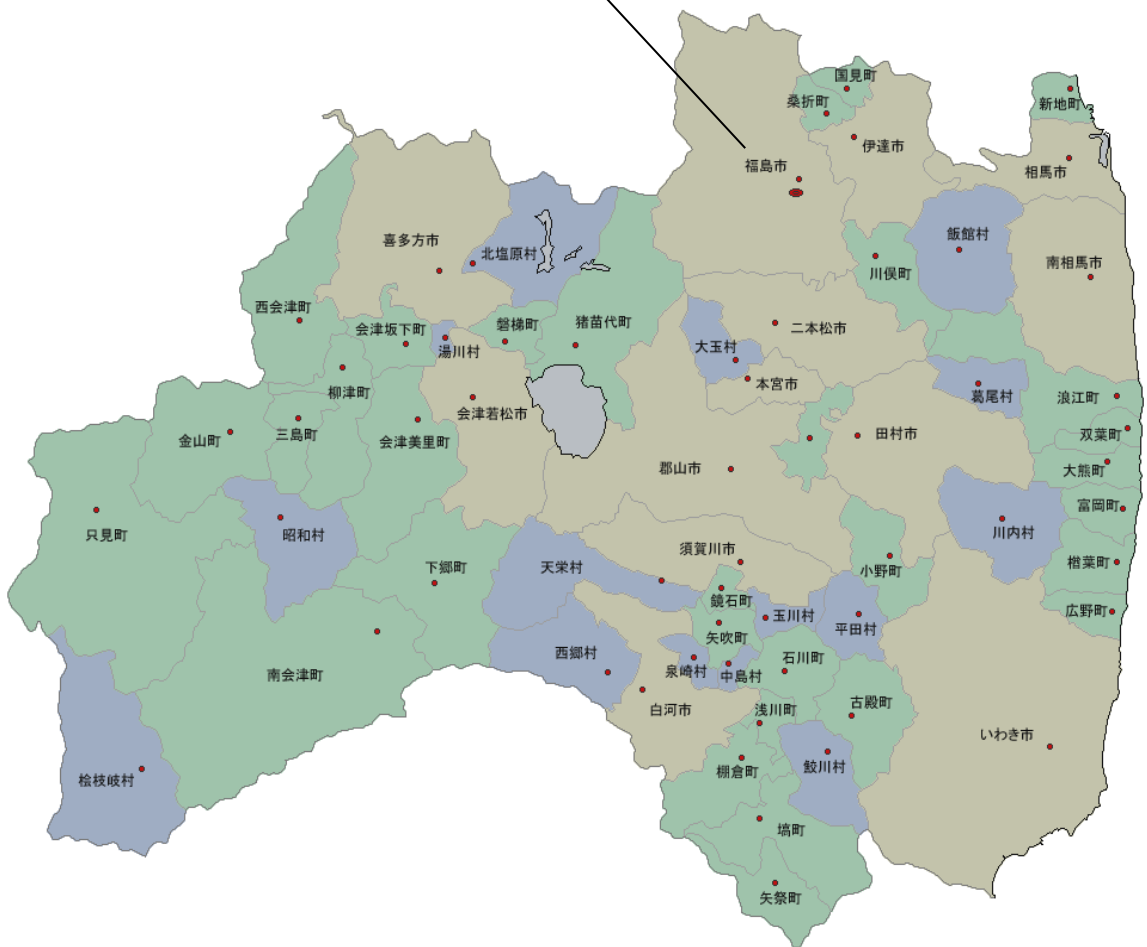 国見町
桑折町
新地町
伊達市
福島市
相馬市
飯館村
喜多方市
北塩原村
川俣町
南相馬市
西会津町
会津坂下町
磐梯町
猪苗代町
二本松市
湯川村
大玉村
本宮市
柳津町
葛尾村
浪江町
会津若松市
三島町
金山町
会津美里町
田村市
双葉町
郡山市
大熊町
富岡町
只見町
昭和村
川内村
須賀川市
下郷町
天栄村
小野町
楢葉町
鏡石町
広野町
玉川村
平田村
矢吹町
西郷村
石川町
泉崎村
中島村
南会津町
白河市
浅川町
古殿町
いわき市
棚倉町
鮫川村
桧枝岐村
塙町
矢祭町